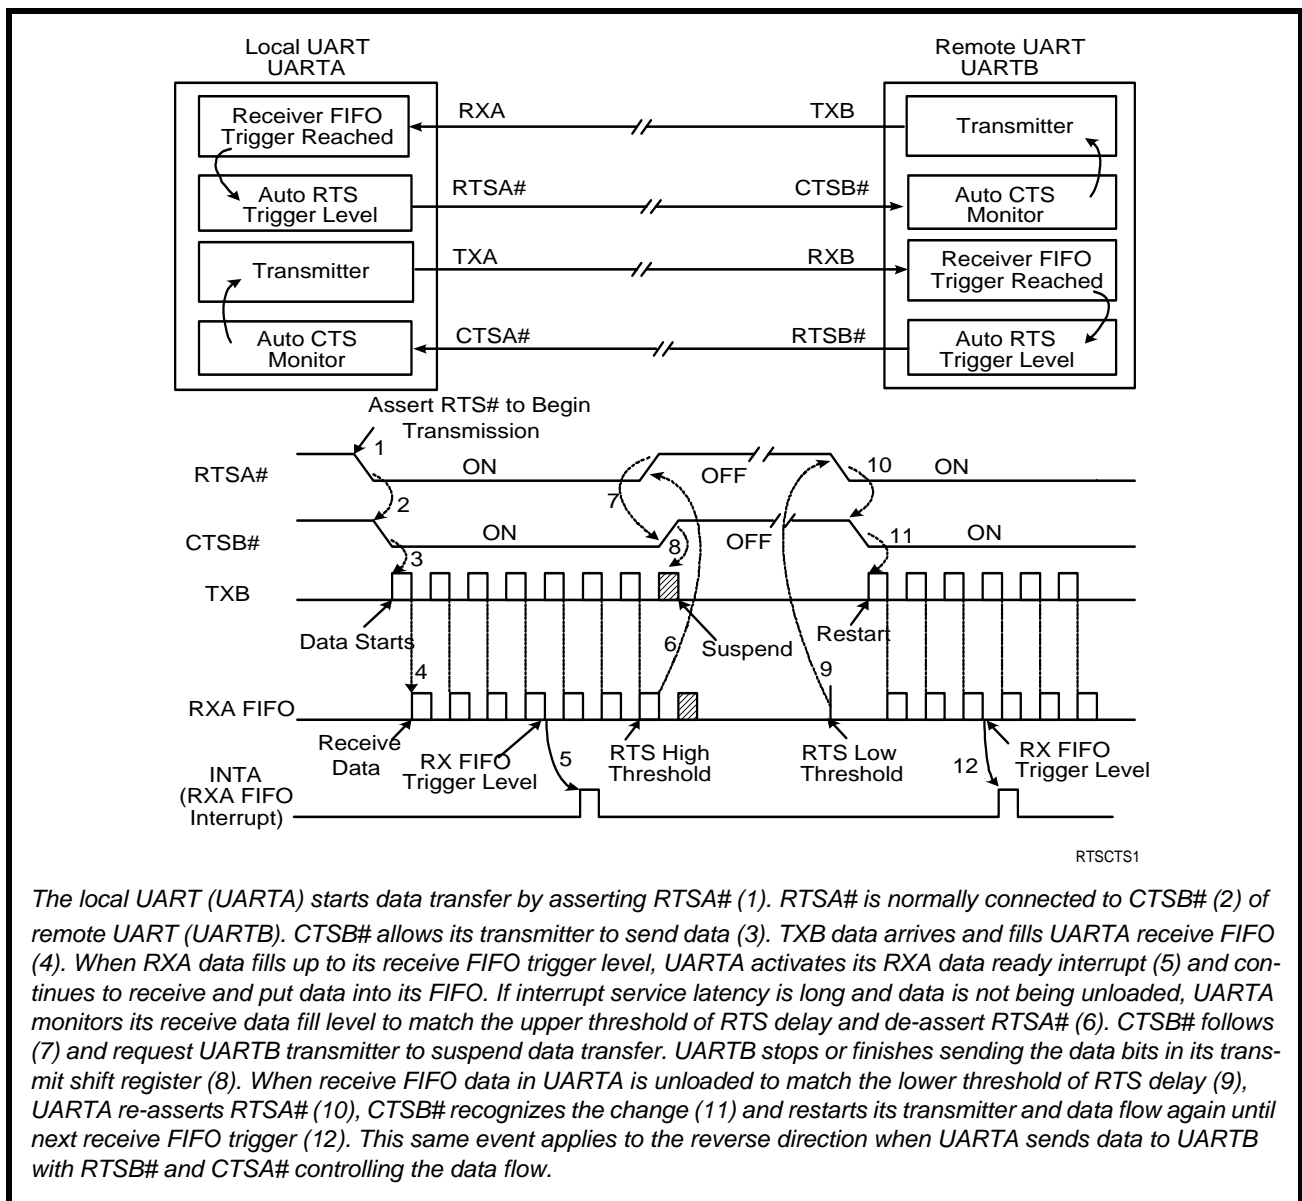 Local UART
UARTA
Remote UART
UARTB
Receiver FIFO
Trigger Reached
RXA
TXB
Transmitter
Auto RTS
Trigger Level
RTSA#
CTSB#
Auto CTS
Monitor
Transmitter
TXA
RXB
Receiver FIFO
Trigger Reached
Auto CTS
Monitor
CTSA#
RTSB#
Auto RTS
Trigger Level
Assert RTS# to Begin
Transmission
1
RTSA#
ON
OFF
10
ON
2
7
CTSB#
ON
8
OFF
11
ON
3
TXB
Data Starts
6
Suspend
Restart
4
9
RXA FIFO
Receive
Data
RX FIFO
Trigger Level
5
RTS High
Threshold
RTS Low
Threshold
12
RX FIFO
Trigger Level
INTA
(RXA FIFO
Interrupt)
RTSCTS1
The local UART (UARTA) starts data transfer by asserting RTSA# (1). RTSA# is normally connected to CTSB# (2) of
remote UART (UARTB). CTSB# allows its transmitter to send data (3). TXB data arrives and fills UARTA receive FIFO
(4). When RXA data fills up to its receive FIFO trigger level, UARTA activates its RXA data ready interrupt (5) and con-
tinues to receive and put data into its FIFO. If interrupt service latency is long and data is not being unloaded, UARTA
monitors its receive data fill level to match the upper threshold of RTS delay and de-assert RTSA# (6). CTSB# follows
(7) and request UARTB transmitter to suspend data transfer. UARTB stops or finishes sending the data bits in its trans-
mit shift register (8). When receive FIFO data in UARTA is unloaded to match the lower threshold of RTS delay (9),
UARTA re-asserts RTSA# (10), CTSB# recognizes the change (11) and restarts its transmitter and data flow again until
next receive FIFO trigger (12). This same event applies to the reverse direction when UARTA sends data to UARTB
with RTSB# and CTSA# controlling the data flow.